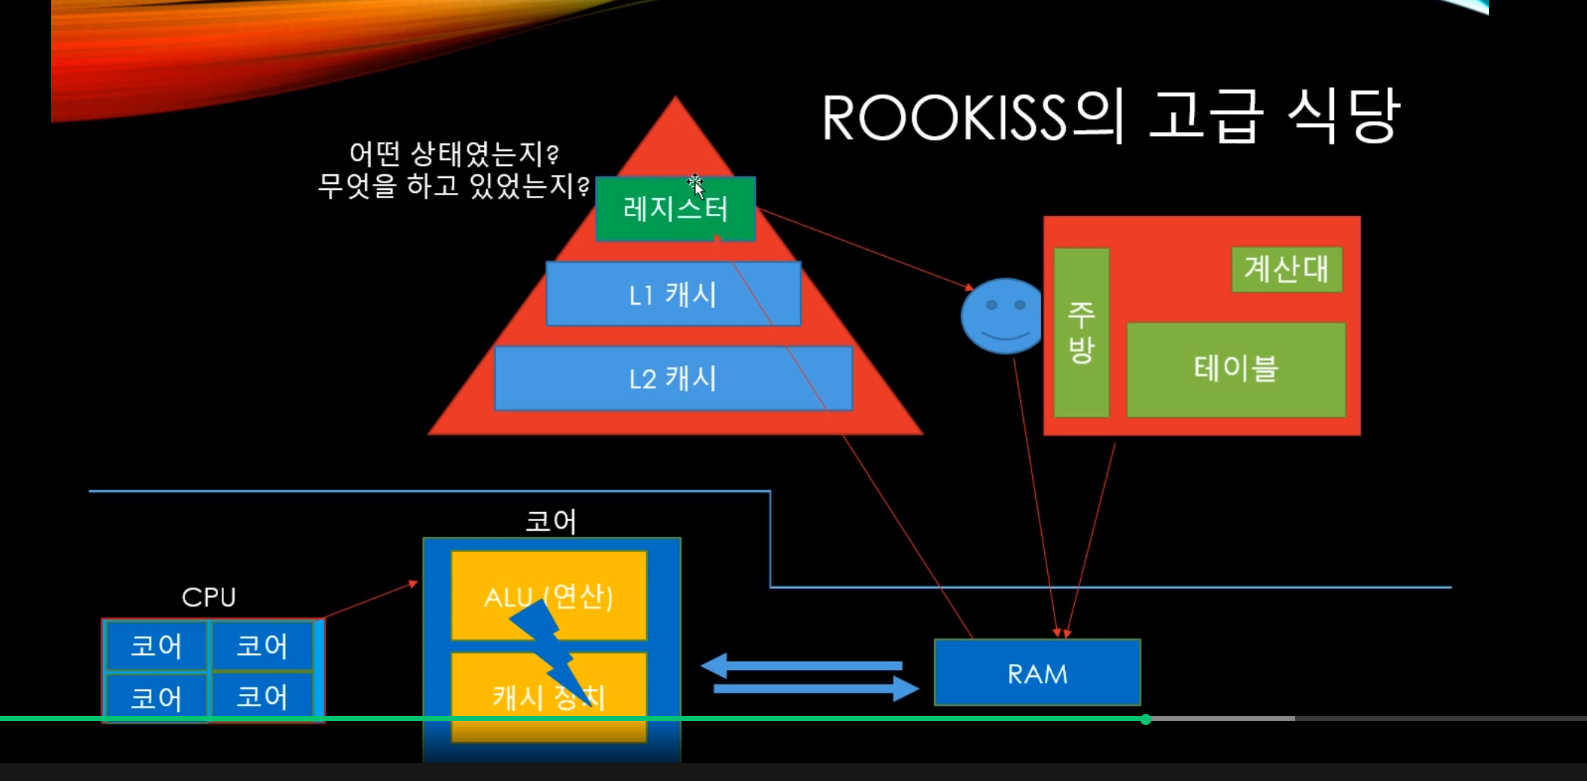 ROOKISS의 고급 식당
어떤 상태였는지?
무엇을 하고 있었는지?
레지스터
L1 캐시
L2 캐시
주
방
계산대
테이블
코어
ALU (연산)
캐시 장치
CPU
코어
코어
코어
코어
RAM